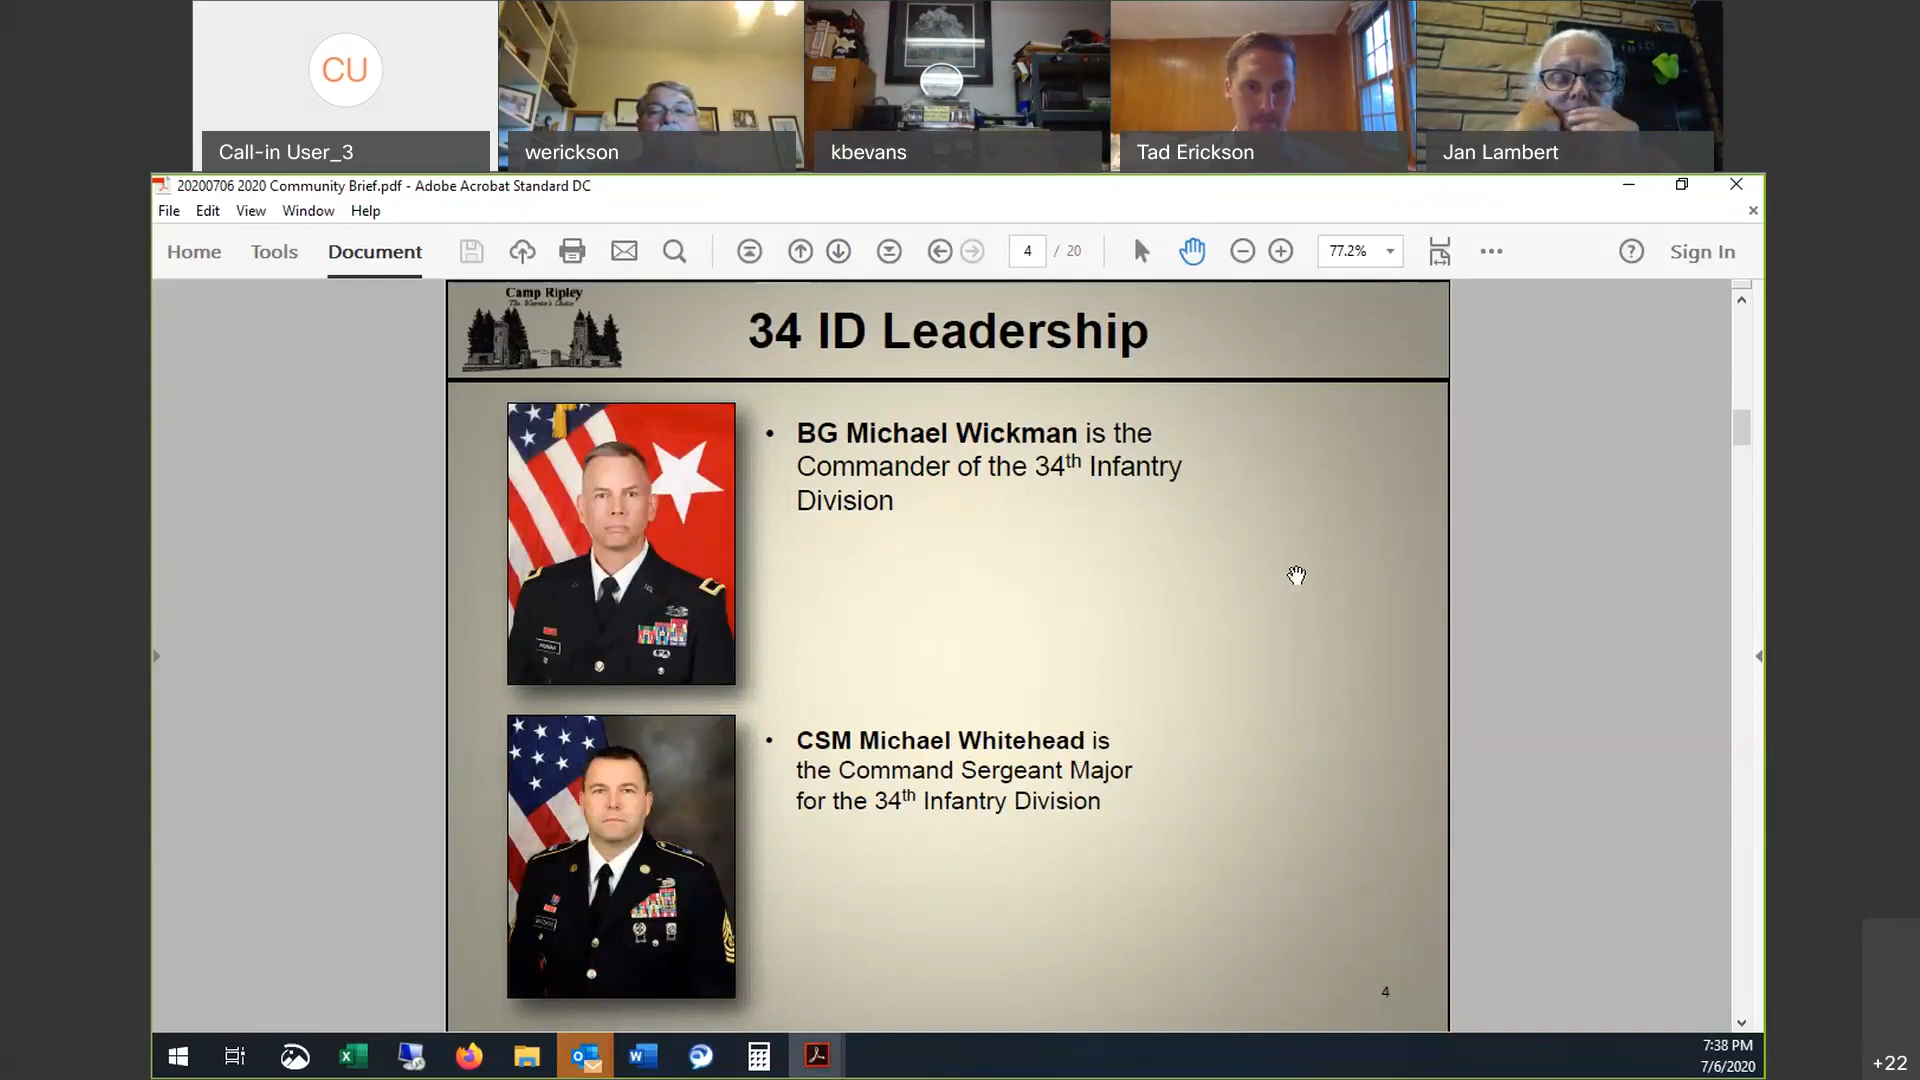 CU
Call-in User_3
werickson
kbevans
Tad Erickson
Jan Lambert
20200706 2020 Community Brief.pdf - Adobe Acrobat Standard DC
File Edit View Window Help
Home Tools Document 4 / 20 77.2% Sign In
Camp Ripley
The Warrior's Choice
34 ID Leadership
• BG Michael Wickman is the
Commander of the 34th Infantry
Division
• CSM Michael Whitehead is
the Command Sergeant Major
for the 34th Infantry Division
4
7:38 PM
7/6/2020
+22